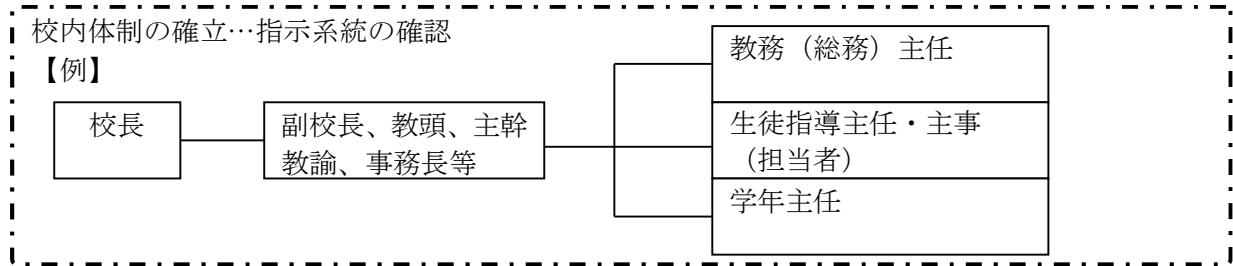 校内体制の確立…指示系統の確認
【例】
校長
副校長、教頭、主幹
教諭、事務長等
教務（総務）主任
生徒指導主任・主事
（担当者）
学年主任